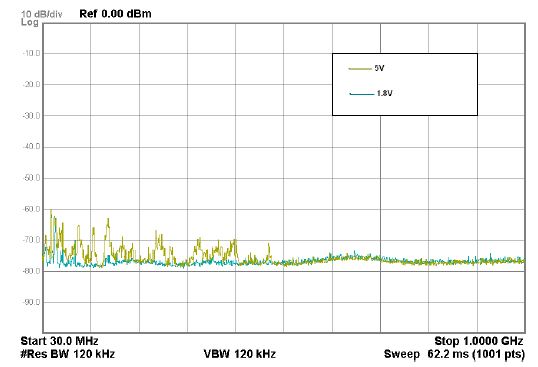 10 dB/div Ref 0.00 dBm
Log
-10.0
-20.0
-30.0
-40.0
-50.0
-60.0
-70.0
-80.0
-90.0
5V
1.8V
Start 30.0 MHz Stop 1.0000 GHz
#Res BW 120 kHz VBW 120 kHz Sweep 62.2 ms (1001 pts)